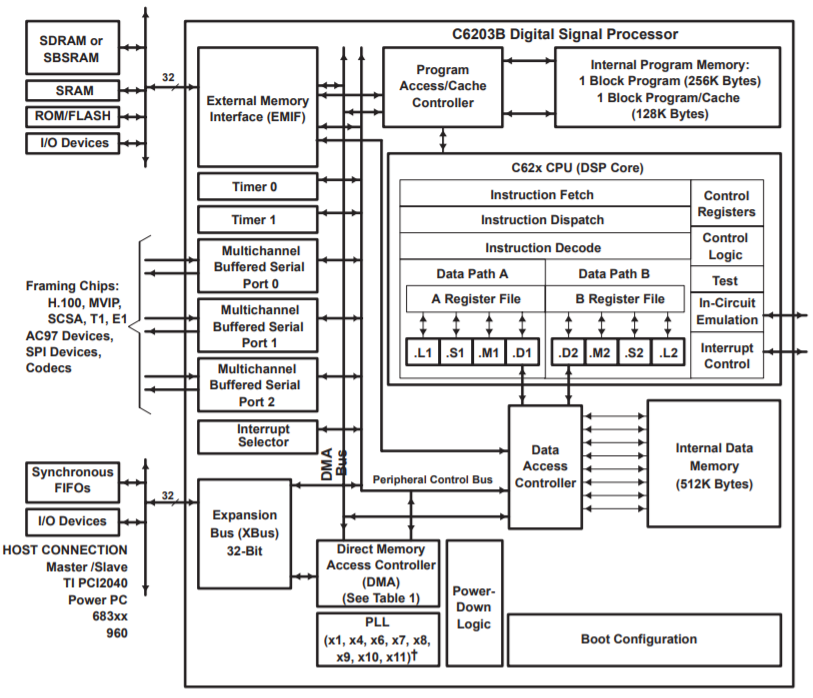 C6203B Digital Signal Processor
SDRAM or
SBSRAM
SRAM
ROM/FLASH
I/O Devices
32
External Memory
Interface (EMIF)
Program
Access/Cache
Controller
Internal Program Memory:
1 Block Program (256K Bytes)
1 Block Program/Cache
(128K Bytes)
Timer 0
Timer 1
Framing Chips:
H.100, MVIP,
SCSA, T1, E1
AC97 Devices,
SPI Devices,
Codecs
Multichannel
Buffered Serial
Port 0
Multichannel
Buffered Serial
Port 1
Multichannel
Buffered Serial
Port 2
Interrupt
Selector
C62x CPU (DSP Core)
Instruction Fetch
Instruction Dispatch
Instruction Decode
Data Path A
Data Path B
A Register File
B Register File
.L1 .S1 .M1 .D1
.D2 .M2 .S2 .L2
Control
Registers
Control
Logic
Test
In-Circuit
Emulation
Interrupt
Control
DMA
Bus
Peripheral Control Bus
Data
Access
Controller
Internal Data
Memory
(512K Bytes)
Synchronous
FIFOs
I/O Devices
32
HOST CONNECTION
Master /Slave
TI PCI2040
Power PC
683xx
960
Expansion
Bus (XBus)
32-Bit
Direct Memory
Access Controller
(DMA)
(See Table 1)
PLL
(x1, x4, x6, x7, x8,
x9, x10, x11)†
Power-
Down
Logic
Boot Configuration